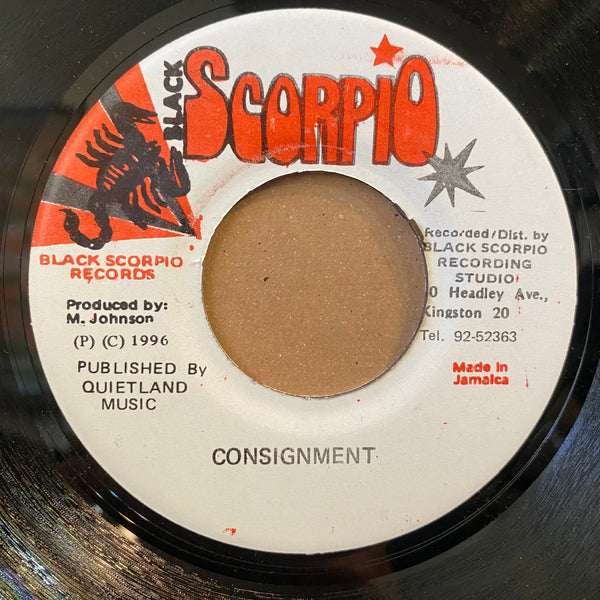 BLACK SCORPIO
BLACK SCORPIO
RECORDS
Produced by:
M. Johnson
(P) (C) 1996
PUBLISHED By
QUIETLAND
MUSIC
Recorded/Dist. by
BLACK SCORPIO
RECORDING
STUDIO
0 Headley Ave.,
Kingston 20
Tel. 92-52363
Made in
Jamaica
CONSIGNMENT